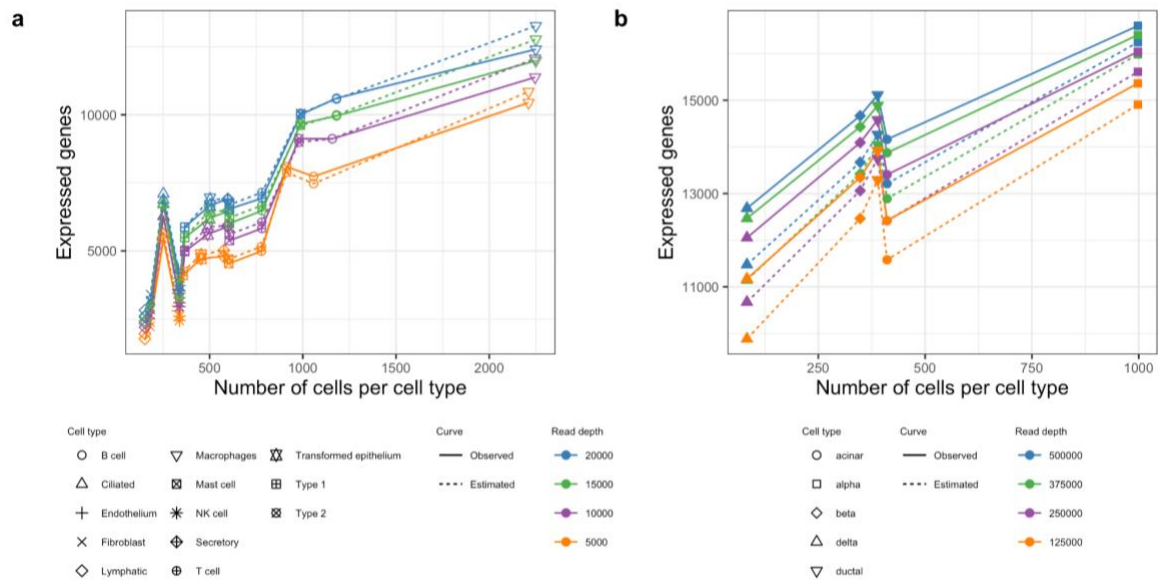 a
b
Expressed genes
10000
5000
500
1000
1500
2000
Number of cells per cell type
Expressed genes
15000
13000
11000
250
500
750
1000
Number of cells per cell type
Cell type
B cell
Ciliated
Endothelium
Fibroblast
Lymphatic
Macrophages
Mast cell
NK cell
Secretory
T cell
Transformed epithelium
Type 1
Type 2
Curve
Observed
Estimated
Read depth
20000
15000
10000
5000
Cell type
acinar
alpha
beta
delta
ductal
Curve
Observed
Estimated
Read depth
500000
375000
250000
125000